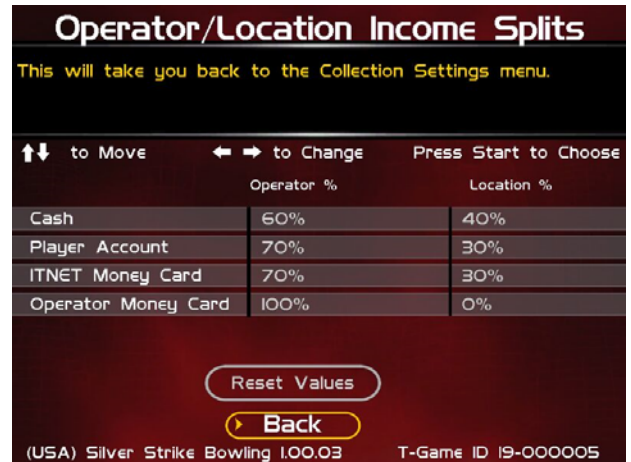 Operator/Location Income Splits
This will take you back to the Collection Settings menu.
to Move to Change Press Start to Choose
Operator % Location %
Cash 60% 40%
Player Account 70% 30%
ITNET Money Card 70% 30%
Operator Money Card 100% 0%
Reset Values
Back
(USA) Silver Strike Bowling 1.00.03 T-Game ID 19-000005